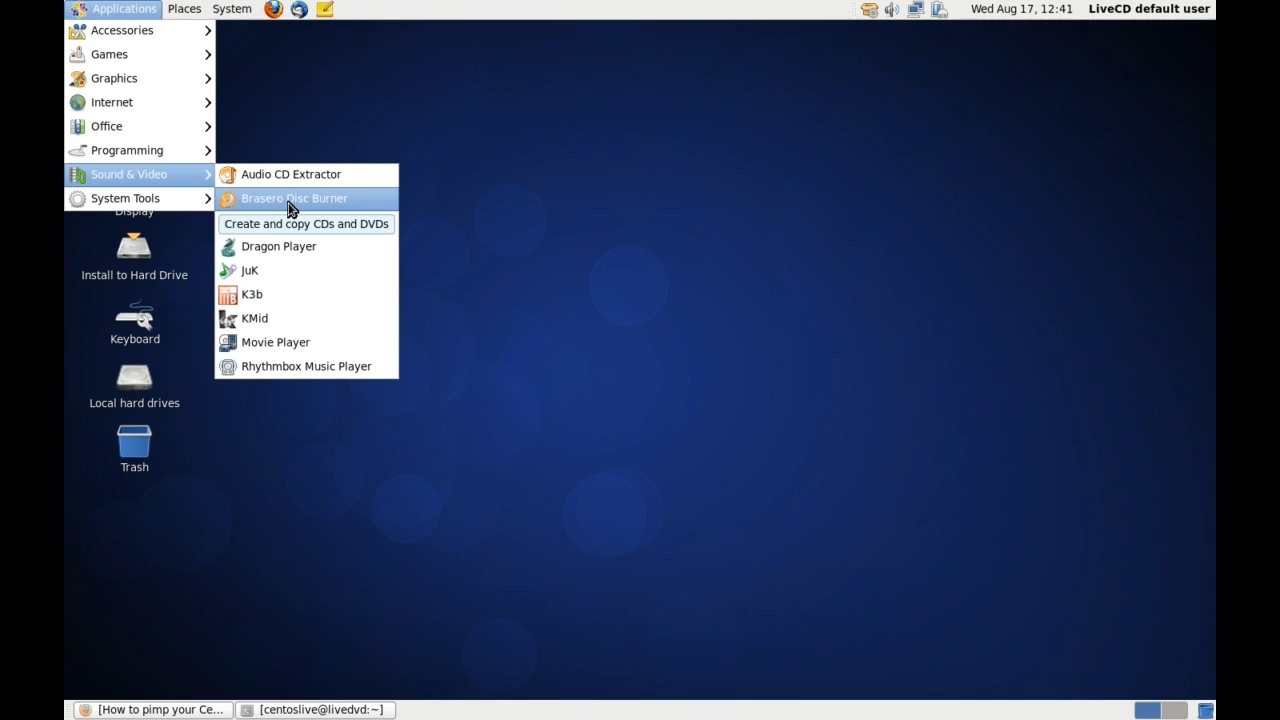 Applications Places System Wed Aug 17, 12:41 LiveCD default user
Accessories
Games
Graphics
Internet
Office
Programming
Sound & Video
System Tools
Audio CD Extractor
Brasero Disc Burner
Create and copy CDs and DVDs
Dragon Player
JuK
K3b
KMid
Movie Player
Rhythmbox Music Player
Display
Install to Hard Drive
Keyboard
Local hard drives
Trash
[How to pimp your Ce... [centoslive@livedvd:~]